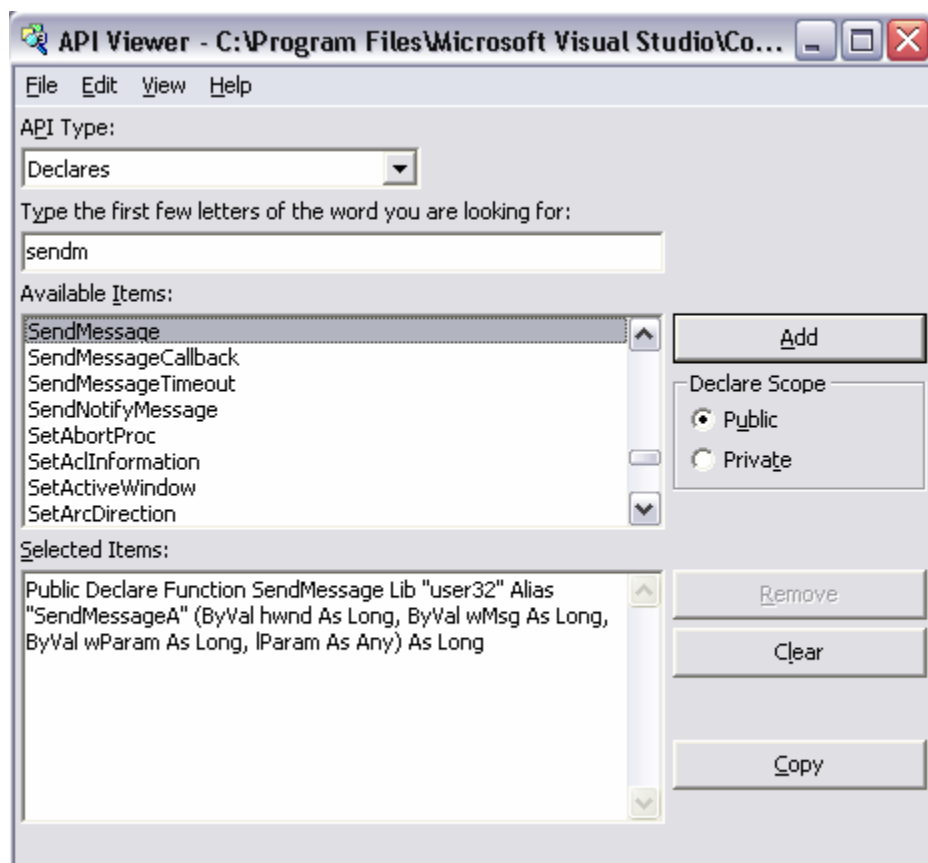 API Viewer - C:\Program Files\Microsoft Visual Studio\Co...
File Edit View Help
API Type:
Declares
Type the first few letters of the word you are looking for:
sendm
Available Items:
SendMessage
SendMessageCallback
SendMessageTimeout
SendNotifyMessage
SetAbortProc
SetAclInformation
SetActiveWindow
SetArcDirection
Add
Declare Scope
Public
Private
Selected Items:
Public Declare Function SendMessage Lib "user32" Alias
"SendMessageA" (ByVal hwnd As Long, ByVal wMsg As Long,
ByVal wParam As Long, lParam As Any) As Long
Remove
Clear
Copy